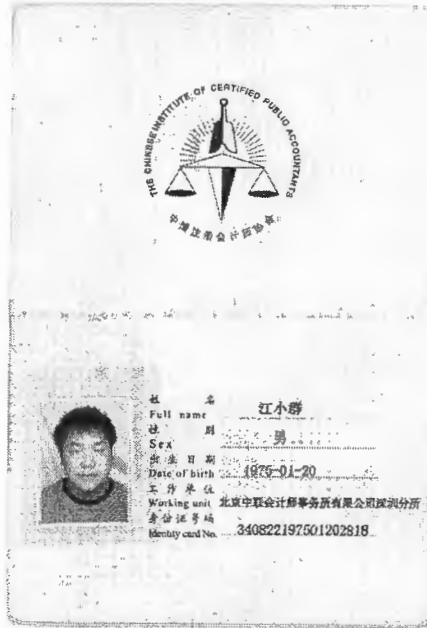 THE CHINESE INSTITUTE OF CERTIFIED PUBLIC ACCOUNTANTS
中国注册会计师协会
姓 名 江小群
Full name
性 别 男
Sex
出 生 日 期
Date of birth 1975-01-20
工 作 单 位
Working unit 北京中联会计师事务所有限公司深圳分所
身 份 证 号 码
Identity card No. 340822197501202818